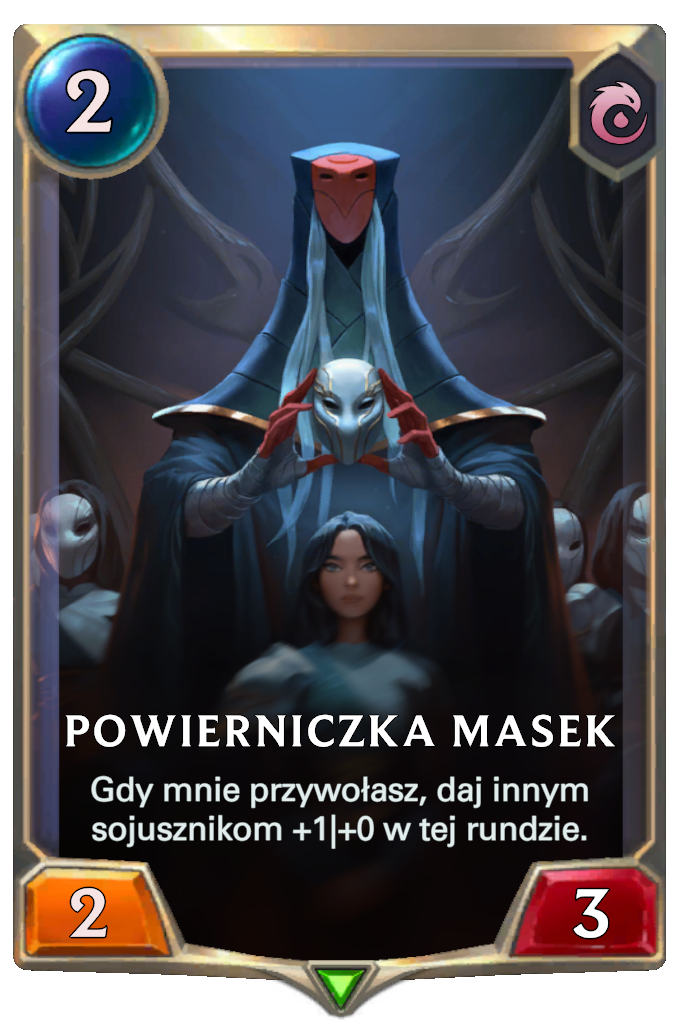 2
POWIERNICZKA MASEK
Gdy mnie przywołasz, daj innym
sojusznikom +1|+0 w tej rundzie.
2
3